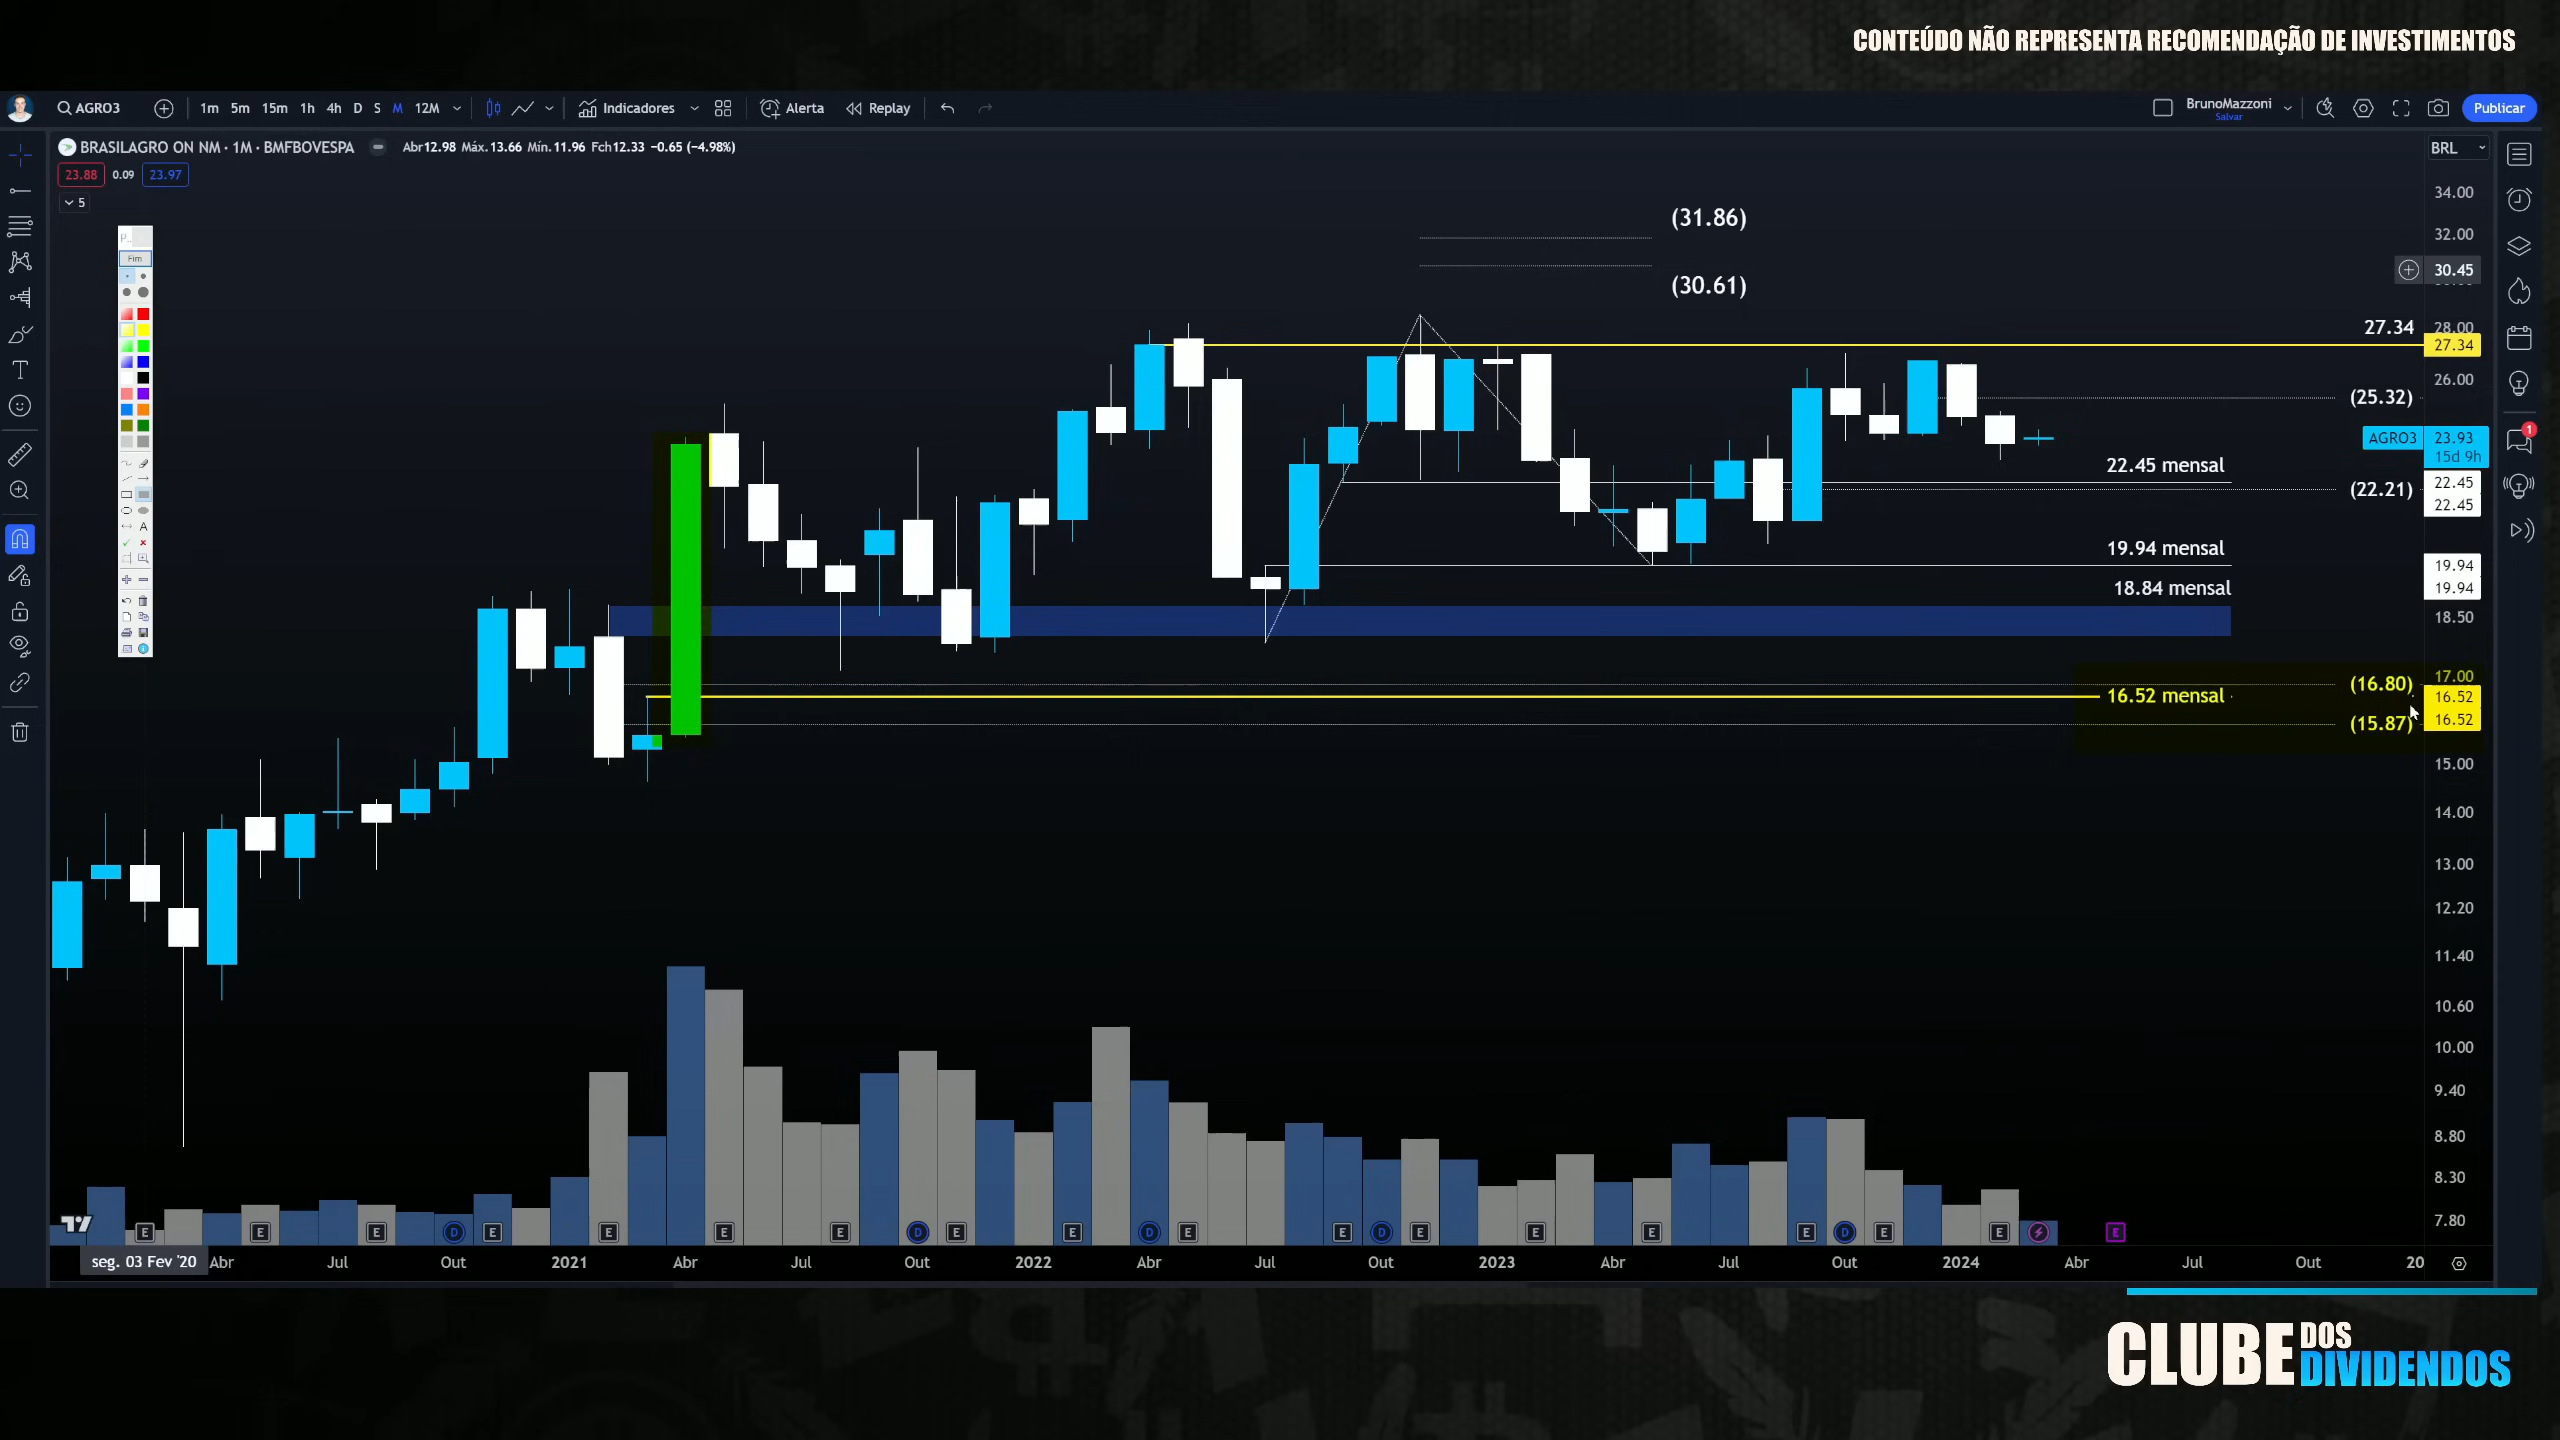 CONTEÚDO NÃO REPRESENTA RECOMENDAÇÃO DE INVESTIMENTOS
AGRO3 1m 5m 15m 1h 4h D S M 12M Indicadores Alerta Replay BrunoMazzoni Publicar
Salvar
BRASILAGRO ON NM · 1M · BMFBOVESPA Abr12.98 Máx.13.66 Mín.11.96 Fch12.33 −0.65 (−4.98%) BRL
23.88 0.09 23.97
5
34.00
(31.86)
32.00
30.45
(30.61)
27.34 28.00
27.34
26.00
(25.32)
AGRO3 23.93
15d 9h
22.45 mensal
22.45
(22.21)
22.45
19.94 mensal
19.94
18.84 mensal 19.94
18.50
17.00
(16.80)
16.52 mensal 16.52
(15.87) 16.52
15.00
14.00
13.00
12.20
11.40
10.60
10.00
9.40
8.80
8.30
7.80
Fim
A
E E E D E E E E D E E D E E D E E E E D E E E
seg. 03 Fev '20 Abr Jul Out 2021 Abr Jul Out 2022 Abr Jul Out 2023 Abr Jul Out 2024 Abr Jul Out 20
1
CLUBE DOS
DIVIDENDOS